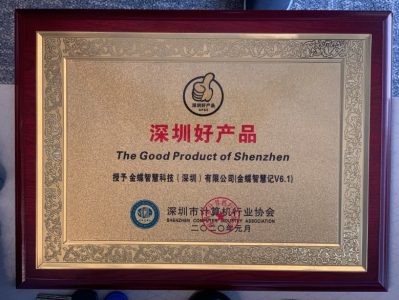 深圳好产品
深圳好产品
The Good Product of Shenzhen
授予金蝶智慧科技（深圳）有限公司(金蝶智慧记V6.1)
深圳市计算机行业协会
SHENZHEN COMPUTER INDUSTRY ASSOCIATION
二〇二〇年元月